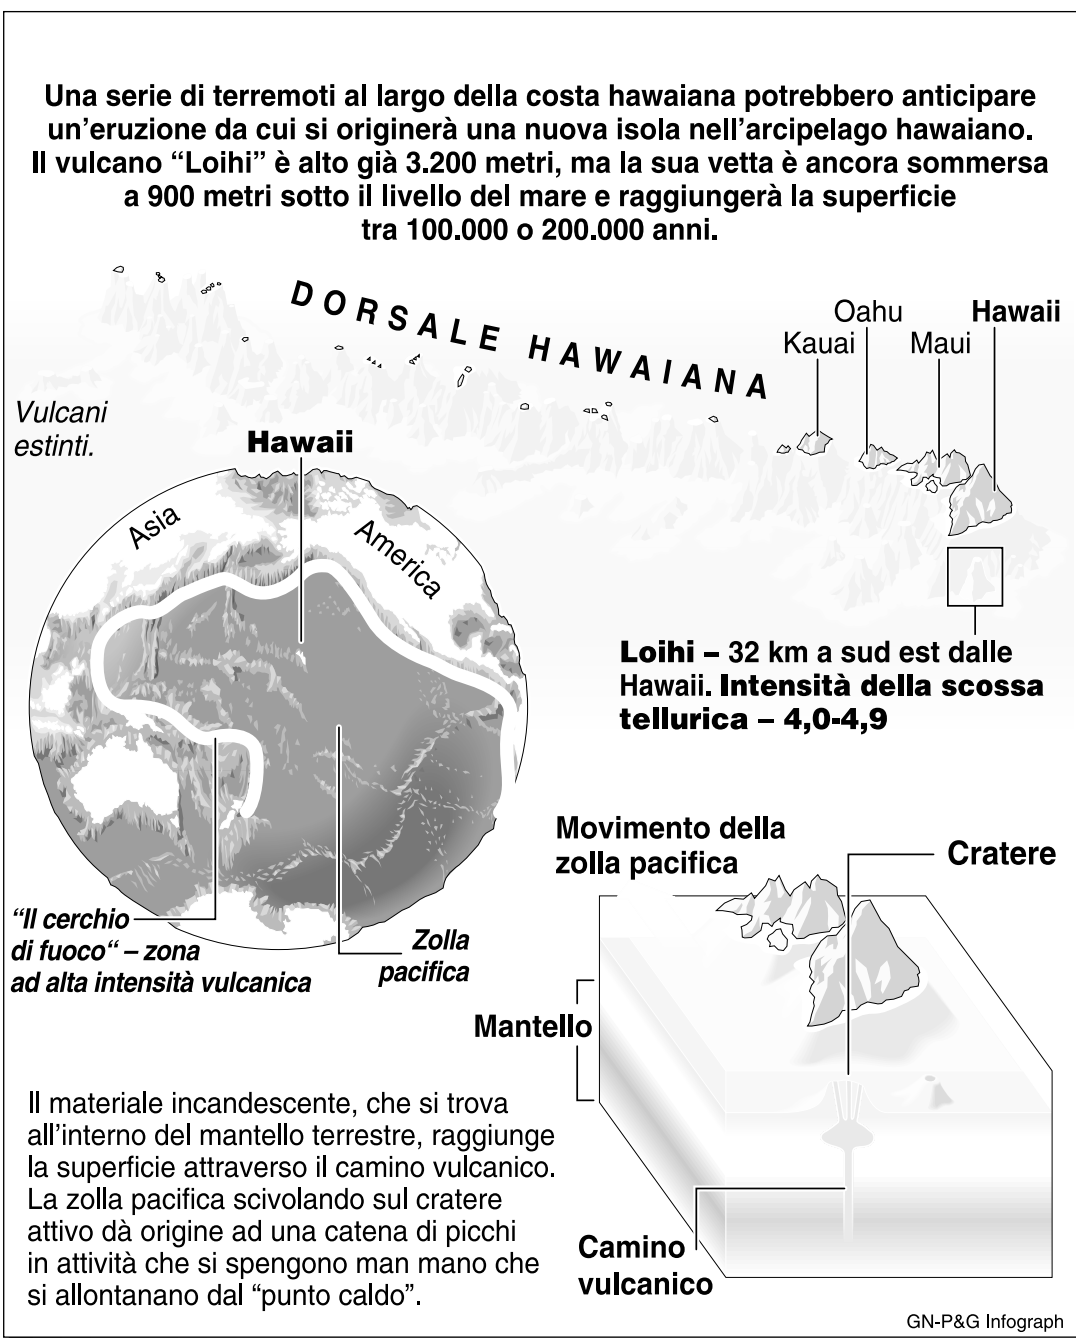 Una serie di terremoti al largo della costa hawaiana potrebbero anticipare
un’eruzione da cui si originerà una nuova isola nell’arcipelago hawaiano.
Il vulcano “Loihi” è alto già 3.200 metri, ma la sua vetta è ancora sommersa
a 900 metri sotto il livello del mare e raggiungerà la superficie
tra 100.000 o 200.000 anni.
DORSALE HAWAIANA
Oahu
Hawaii
Kauai
Maui
Vulcani
estinti.
Hawaii
Asia
America
Loihi – 32 km a sud est dalle
Hawaii. Intensità della scossa
tellurica – 4,0-4,9
Movimento della
zolla pacifica
Cratere
“Il cerchio
di fuoco“ – zona
ad alta intensità vulcanica
Zolla
pacifica
Mantello
Il materiale incandescente, che si trova
all’interno del mantello terrestre, raggiunge
la superficie attraverso il camino vulcanico.
La zolla pacifica scivolando sul cratere
attivo dà origine ad una catena di picchi
in attività che si spengono man mano che
si allontanano dal “punto caldo”.
Camino
vulcanico
GN-P&G Infograph